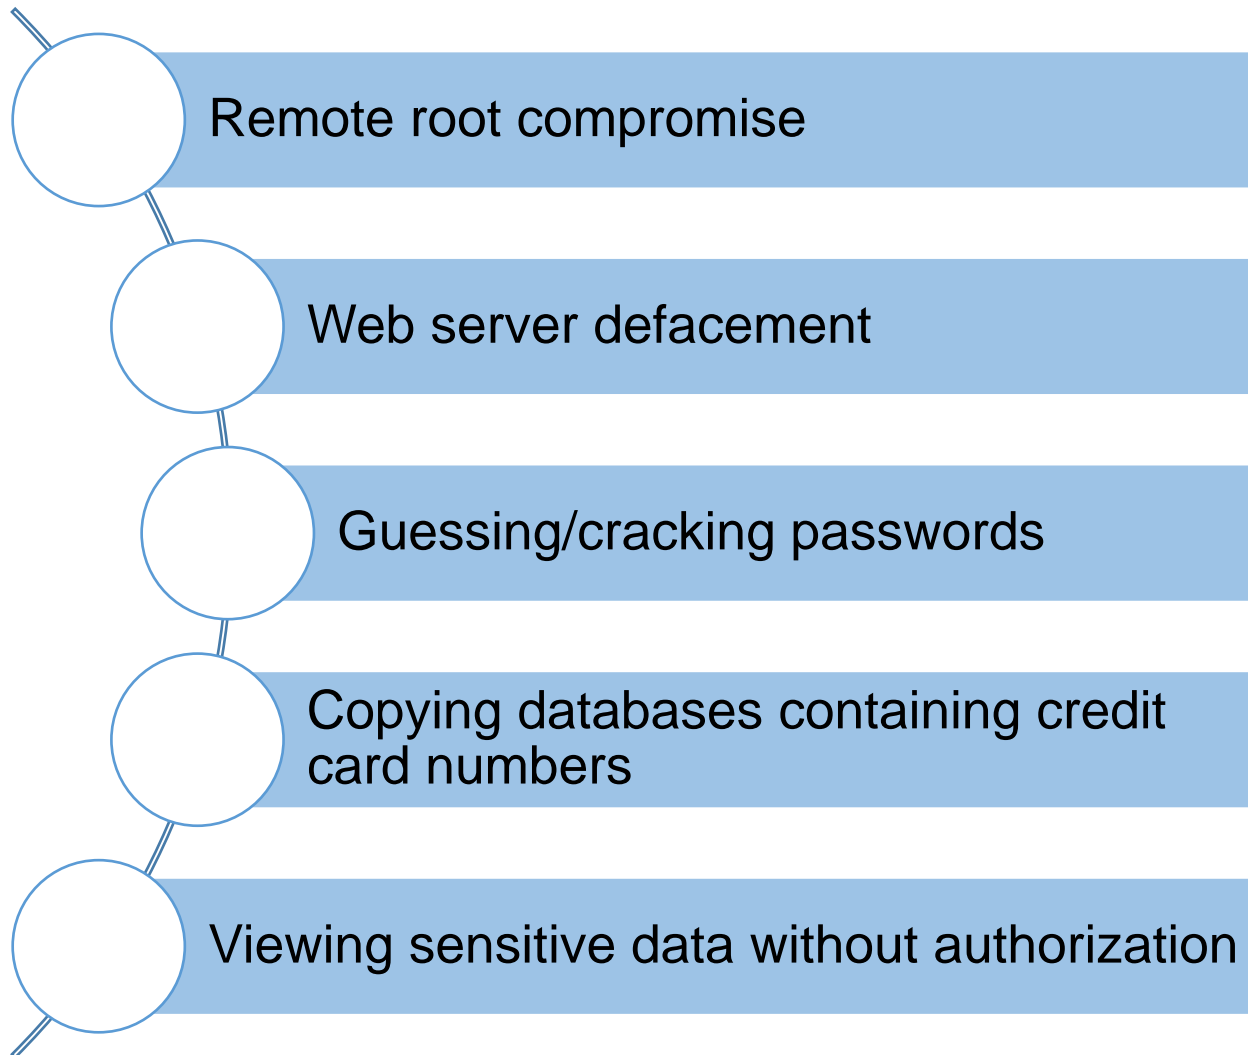 Remote root compromise
Web server defacement
Guessing/cracking passwords
Copying databases containing credit
card numbers
Viewing sensitive data without authorization